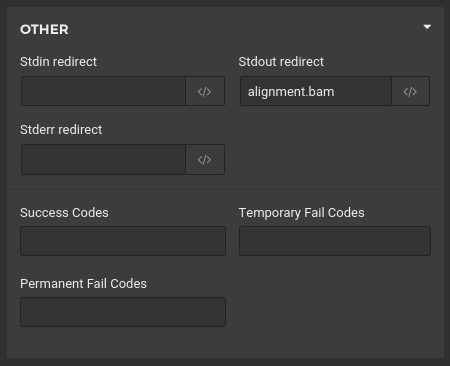 OTHER
Stdin redirect
Stdout redirect
</>
alignment.bam </>
Stderr redirect
</>
Success Codes
Temporary Fail Codes
Permanent Fail Codes